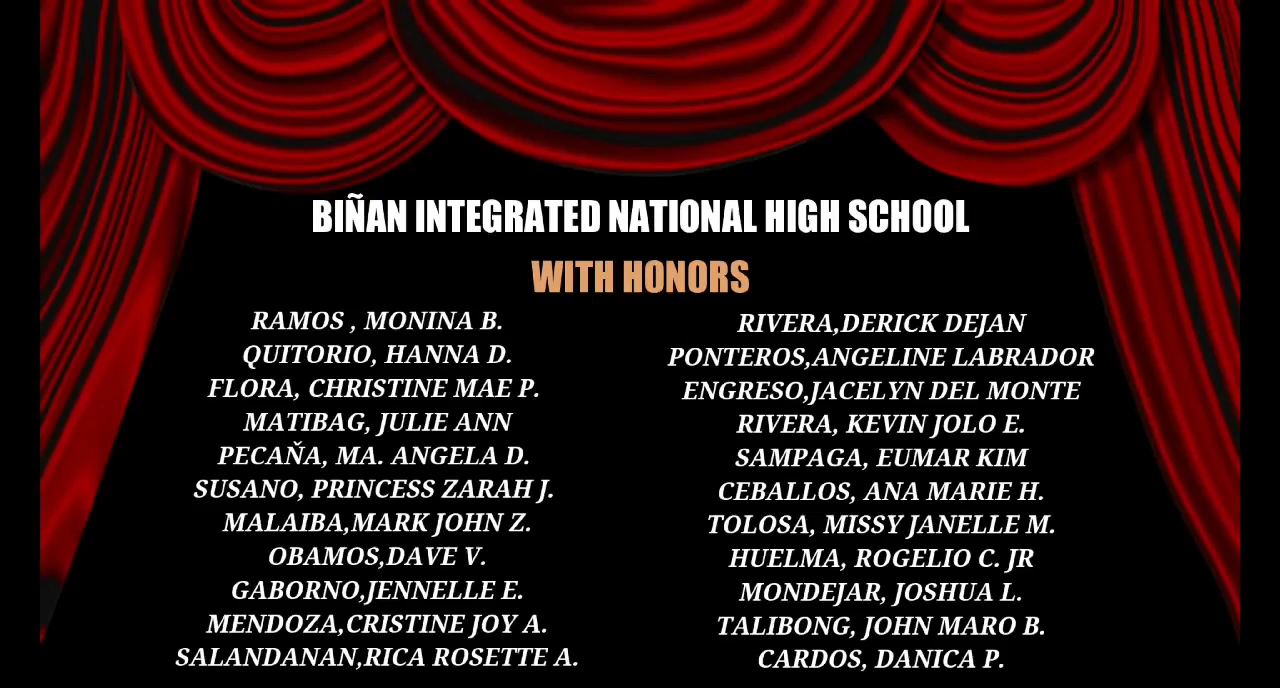 BIÑAN INTEGRATED NATIONAL HIGH SCHOOL
WITH HONORS
RAMOS , MONINA B.
QUITORIO, HANNA D.
FLORA, CHRISTINE MAE P.
MATIBAG, JULIE ANN
PECAŇA, MA. ANGELA D.
SUSANO, PRINCESS ZARAH J.
MALAIBA,MARK JOHN Z.
OBAMOS,DAVE V.
GABORNO,JENNELLE E.
MENDOZA,CRISTINE JOY A.
SALANDANAN,RICA ROSETTE A.
RIVERA,DERICK DEJAN
PONTEROS,ANGELINE LABRADOR
ENGRESO,JACELYN DEL MONTE
RIVERA, KEVIN JOLO E.
SAMPAGA, EUMAR KIM
CEBALLOS, ANA MARIE H.
TOLOSA, MISSY JANELLE M.
HUELMA, ROGELIO C. JR
MONDEJAR, JOSHUA L.
TALIBONG, JOHN MARO B.
CARDOS, DANICA P.